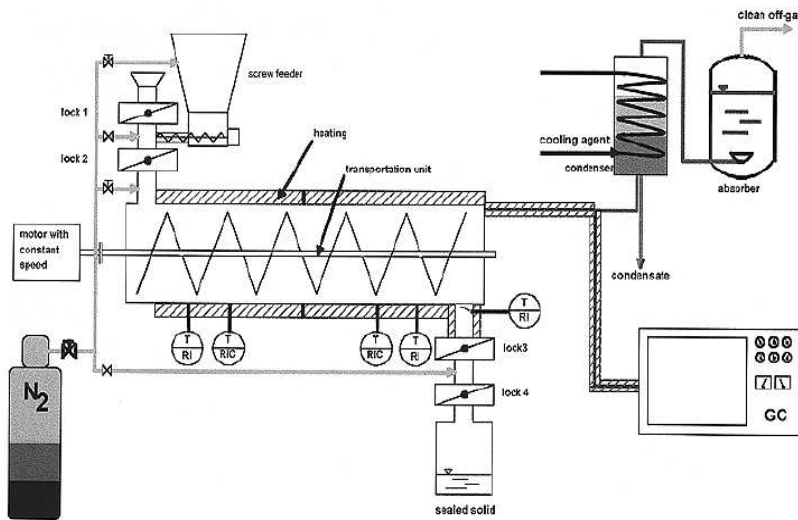 clean off-ga
screw feeder
lock 1
heating
lock 2
transportation unit
cooling agent
condenser
absorber
motor with
constant
speed
condensate
T
RI
T
RI
T
RIC
T
RIC
T
RI
lock3
N2
lock 4
GC
sealed solid